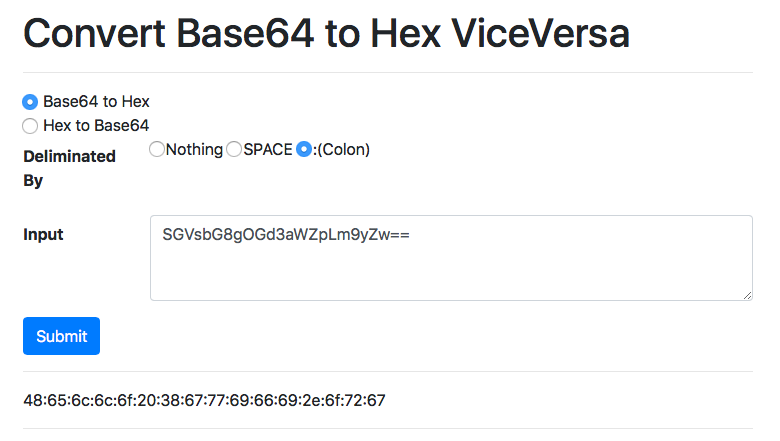 Convert Base64 to Hex ViceVersa
Base64 to Hex
Hex to Base64
Deliminated By
Nothing SPACE :(Colon)
Input
SGVsbG8gOGd3aWZpLm9yZw==
Submit
48:65:6c:6c:6f:20:38:67:77:69:66:69:2e:6f:72:67